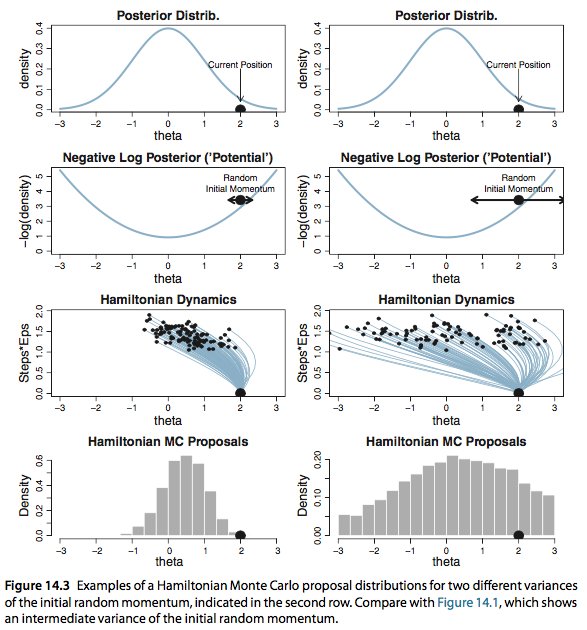 Posterior Distrib.
Posterior Distrib.
density
0.0 0.1 0.2 0.3 0.4
Current Position
−3 −2 −1 0 1 2 3
theta
density
0.0 0.1 0.2 0.3 0.4
Current Position
−3 −2 −1 0 1 2 3
theta
Negative Log Posterior ('Potential')
Negative Log Posterior ('Potential')
−log(density)
0 1 2 3 4 5
Random
Initial Momentum
−3 −2 −1 0 1 2 3
theta
−log(density)
0 1 2 3 4 5
Random
Initial Momentum
−3 −2 −1 0 1 2 3
theta
Hamiltonian Dynamics
Hamiltonian Dynamics
Steps*Eps
0.0 0.5 1.0 1.5 2.0
−3 −2 −1 0 1 2 3
theta
Steps*Eps
0.0 0.5 1.0 1.5 2.0
−3 −2 −1 0 1 2 3
theta
Hamiltonian MC Proposals
Hamiltonian MC Proposals
Density
0.0 0.2 0.4 0.6
−3 −2 −1 0 1 2 3
theta
Density
0.00 0.10 0.20
−3 −2 −1 0 1 2 3
theta
Figure 14.3 Examples of a Hamiltonian Monte Carlo proposal distributions for two different variances
of the initial random momentum, indicated in the second row. Compare with Figure 14.1, which shows
an intermediate variance of the initial random momentum.